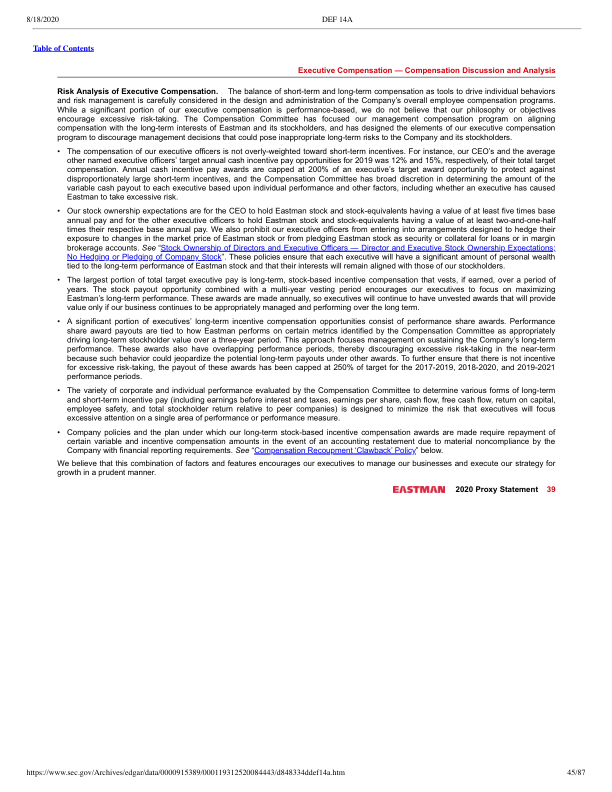 8/18/2020 DEF 14A
Table of Contents
Executive Compensation — Compensation Discussion and Analysis
Risk Analysis of Executive Compensation. The balance of short-term and long-term compensation as tools to drive individual behaviors
and risk management is carefully considered in the design and administration of the Company's overall employee compensation programs.
While a significant portion of our executive compensation is performance-based, we do not believe that our philosophy or objectives
encourage excessive risk-taking. The Compensation Committee has focused our management compensation program on aligning
compensation with the long-term interests of Eastman and its stockholders, and has designed the elements of our executive compensation
program to discourage management decisions that could pose inappropriate long-term risks to the Company and its stockholders.
• The compensation of our executive officers is not overly-weighted toward short-term incentives. For instance, our CEO's and the average
other named executive officers' target annual cash incentive pay opportunities for 2019 was 12% and 15%, respectively, of their total target
compensation. Annual cash incentive pay awards are capped at 200% of an executive's target award opportunity to protect against
disproportionately large short-term incentives, and the Compensation Committee has broad discretion in determining the amount of the
variable cash payout to each executive based upon individual performance and other factors, including whether an executive has caused
Eastman to take excessive risk.
• Our stock ownership expectations are for the CEO to hold Eastman stock and stock-equivalents having a value of at least five times base
annual pay and for the other executive officers to hold Eastman stock and stock-equivalents having a value of at least two-and-one-half
times their respective base annual pay. We also prohibit our executive officers from entering into arrangements designed to hedge their
exposure to changes in the market price of Eastman stock or from pledging Eastman stock as security or collateral for loans or in margin
brokerage accounts. See "Stock Ownership of Directors and Executive Officers — Director and Executive Stock Ownership Expectations;
No Hedging or Pledging of Company Stock". These policies ensure that each executive will have a significant amount of personal wealth
tied to the long-term performance of Eastman stock and that their interests will remain aligned with those of our stockholders.
• The largest portion of total target executive pay is long-term, stock-based incentive compensation that vests, if earned, over a period of
years. The stock payout opportunity combined with a multi-year vesting period encourages our executives to focus on maximizing
Eastman's long-term performance. These awards are made annually, so executives will continue to have unvested awards that will provide
value only if our business continues to be appropriately managed and performing over the long term.
• A significant portion of executives' long-term incentive compensation opportunities consist of performance share awards. Performance
share award payouts are tied to how Eastman performs on certain metrics identified by the Compensation Committee as appropriately
driving long-term stockholder value over a three-year period. This approach focuses management on sustaining the Company's long-term
performance. These awards also have overlapping performance periods, thereby discouraging excessive risk-taking in the near-term
because such behavior could jeopardize the potential long-term payouts under other awards. To further ensure that there is not incentive
for excessive risk-taking, the payout of these awards has been capped at 250% of target for the 2017-2019, 2018-2020, and 2019-2021
performance periods.
• The variety of corporate and individual performance evaluated by the Compensation Committee to determine various forms of long-term
and short-term incentive pay (including earnings before interest and taxes, earnings per share, cash flow, free cash flow, return on capital,
employee safety, and total stockholder return relative to peer companies) is designed to minimize the risk that executives will focus
excessive attention on a single area of performance or performance measure.
• Company policies and the plan under which our long-term stock-based incentive compensation awards are made require repayment of
certain variable and incentive compensation amounts in the event of an accounting restatement due to material noncompliance by the
Company with financial reporting requirements. See "Compensation Recoupment 'Clawback' Policy" below.
We believe that this combination of factors and features encourages our executives to manage our businesses and execute our strategy for
growth in a prudent manner.
EASTMAN 2020 Proxy Statement 39
https://www.sec.gov/Archives/edgar/data/0000915389/000119312520084443/d848334ddef14a.htm 45/87